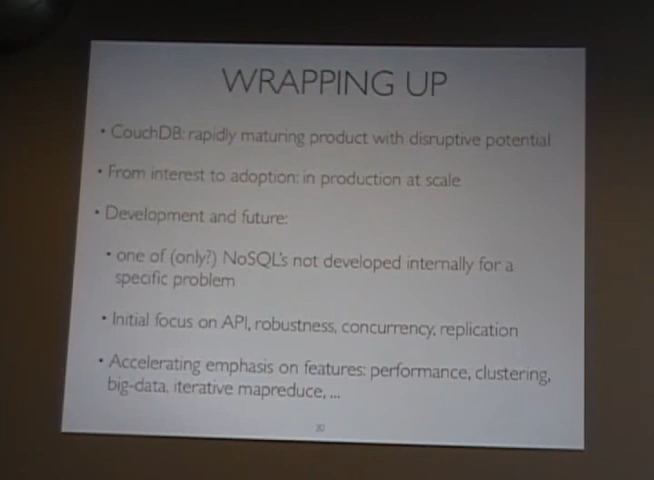 WRAPPING UP
• CouchDB: rapidly maturing product with disruptive potential
• From interest to adoption: in production at scale
• Development and future:
• one of (only?) NoSQL's not developed internally for a
specific problem
• Initial focus on API, robustness, concurrency, replication
• Accelerating emphasis on features: performance, clustering,
big-data, iterative mapreduce, ...